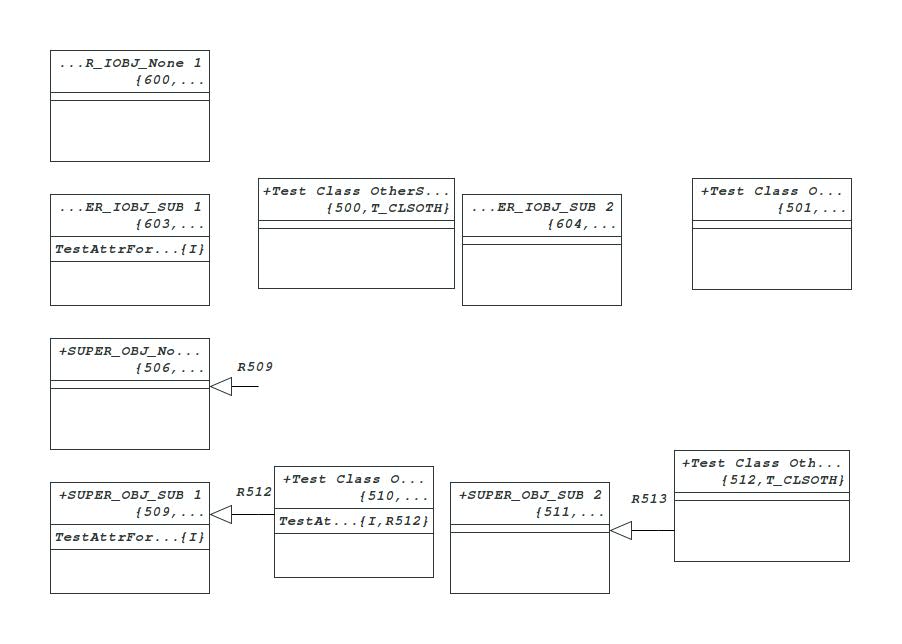 ...R_IOBJ_None 1
{600,...
...ER_IOBJ_SUB 1
{603,...
TestAttrFor...{I}
+Test Class OtherS...
{500,T_CLSOTH}
...ER_IOBJ_SUB 2
{604,...
+Test Class O...
{501,...
+SUPER_OBJ_No...
{506,...
R509
+SUPER_OBJ_SUB 1
{509,...
TestAttrFor...{I}
R512
+Test Class O...
{510,...
TestAt...{I,R512}
+SUPER_OBJ_SUB 2
{511,...
R513
+Test Class Oth...
{512,T_CLSOTH}